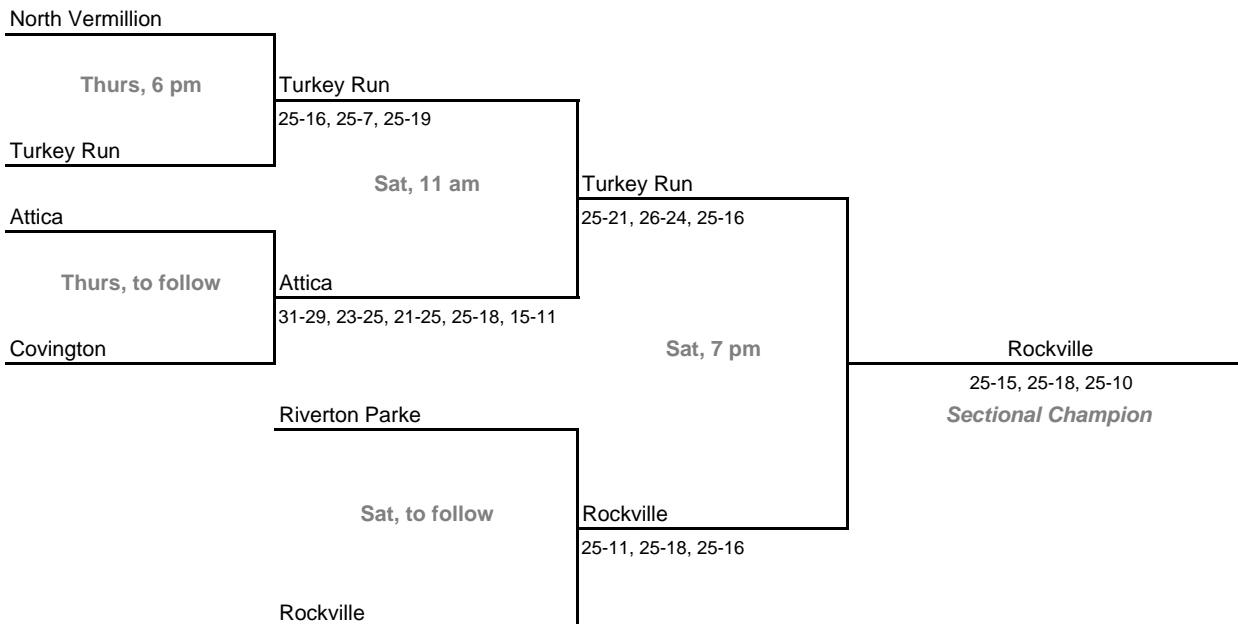 North Vermillion
Thurs, 6 pm
Turkey Run
25-16, 25-7, 25-19
Turkey Run
Sat, 11 am
Turkey Run
25-21, 26-24, 25-16
Attica
Thurs, to follow
Attica
31-29, 23-25, 21-25, 25-18, 15-11
Covington
Sat, 7 pm
Rockville
25-15, 25-18, 25-10
Sectional Champion
Riverton Parke
Sat, to follow
Rockville
25-11, 25-18, 25-16
Rockville